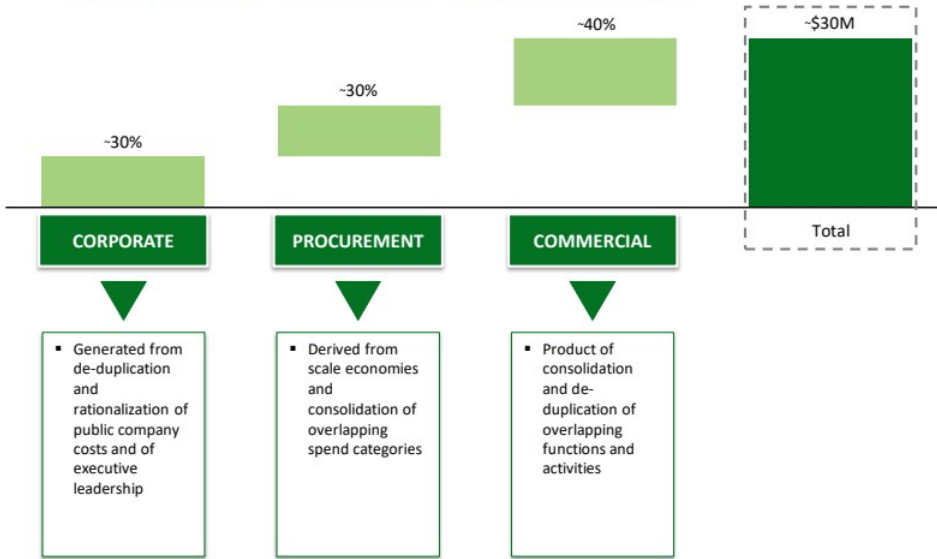 ~40%
~$30M
~30%
~30%
CORPORATE
PROCUREMENT
COMMERCIAL
Total
▪ Generated from
de-duplication
and
rationalization of
public company
costs and of
executive
leadership
▪ Derived from
scale economies
and
consolidation of
overlapping
spend categories
▪ Product of
consolidation
and de-
duplication of
overlapping
functions and
activities